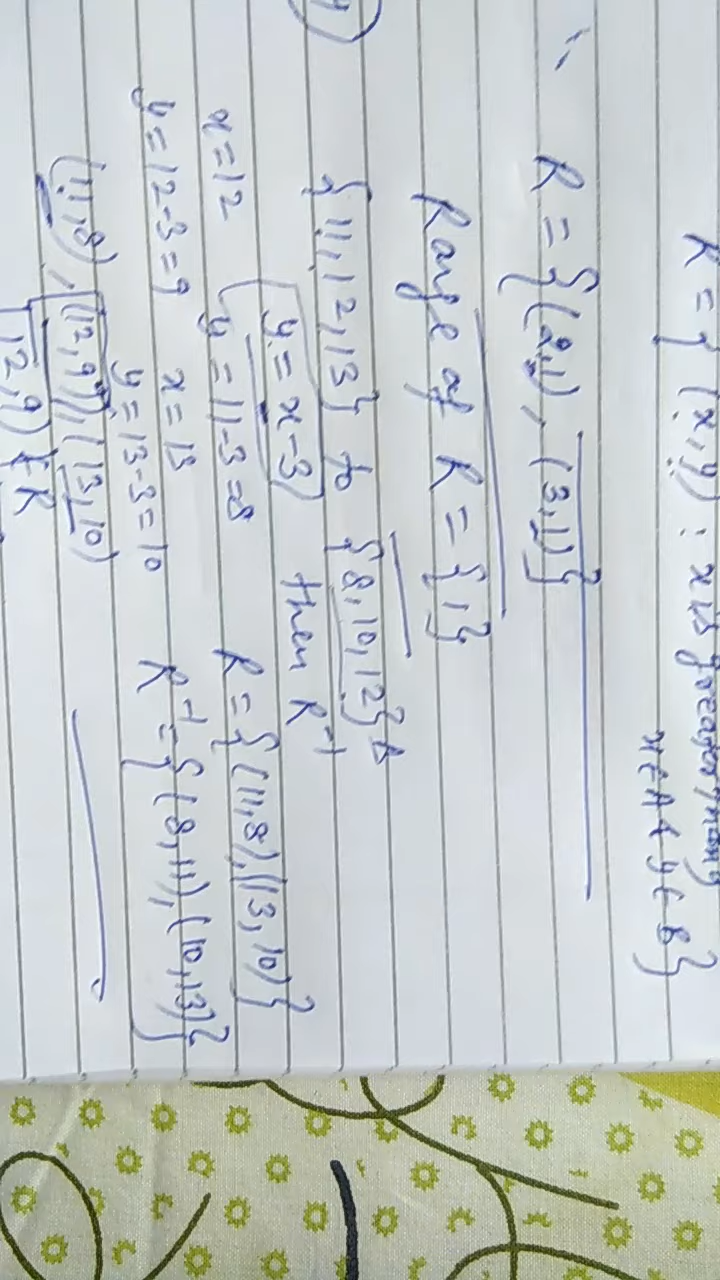 R = { (x, y) : x is greater than y
x ∈ A & y ∈ B }
∴ R = {(2,1), (3,1)}
Range of R = {1}
{11, 12, 13} to {8, 10, 12}
y = x-3 then R⁻¹
x = 12 y = 11-3 = 8 R = {(11,8), (13,10)}
y = 12-3 = 9 x = 13 R⁻¹ = {(8,11), (10,13)}
y = 13-3 = 10
(11,8), (12,9), (13,10)
(12,9) ∉ R